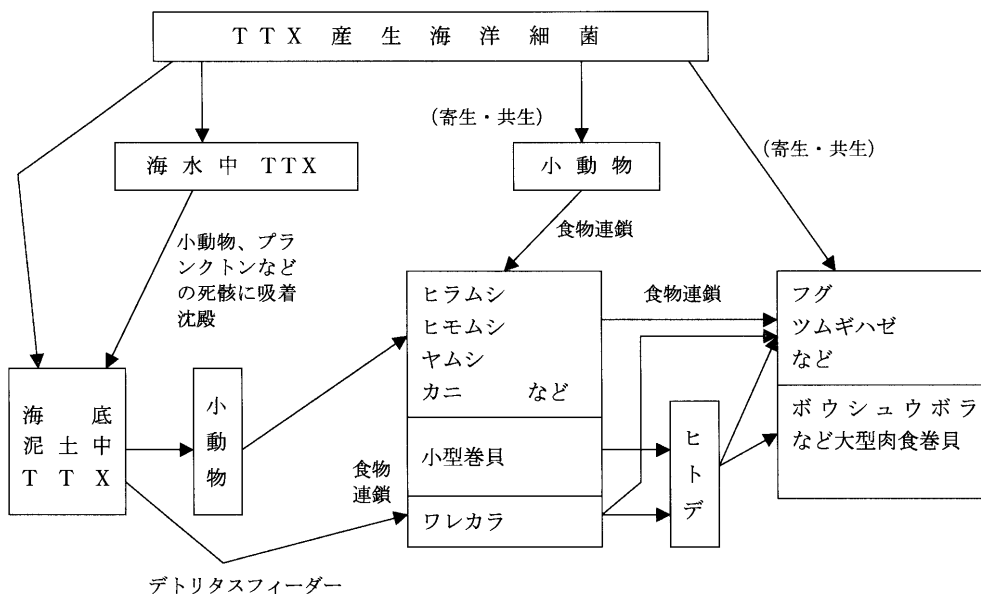 TTX産生海洋細菌
(寄生・共生)
(寄生・共生)
海水中TTX
小動物
食物連鎖
小動物、プラ
ンクトンなど
の死骸に吸着
沈殿
ヒラムシ
ヒモムシ
ヤムシ
カニ など
食物連鎖
フグ
ツムギハゼ
など
海底
泥土中
TTX
小
動
物
小型巻貝
ヒ
ト
デ
ボウシュウボラ
など大型肉食巻貝
食物
連鎖
ワレカラ
デトリタスフィーダー